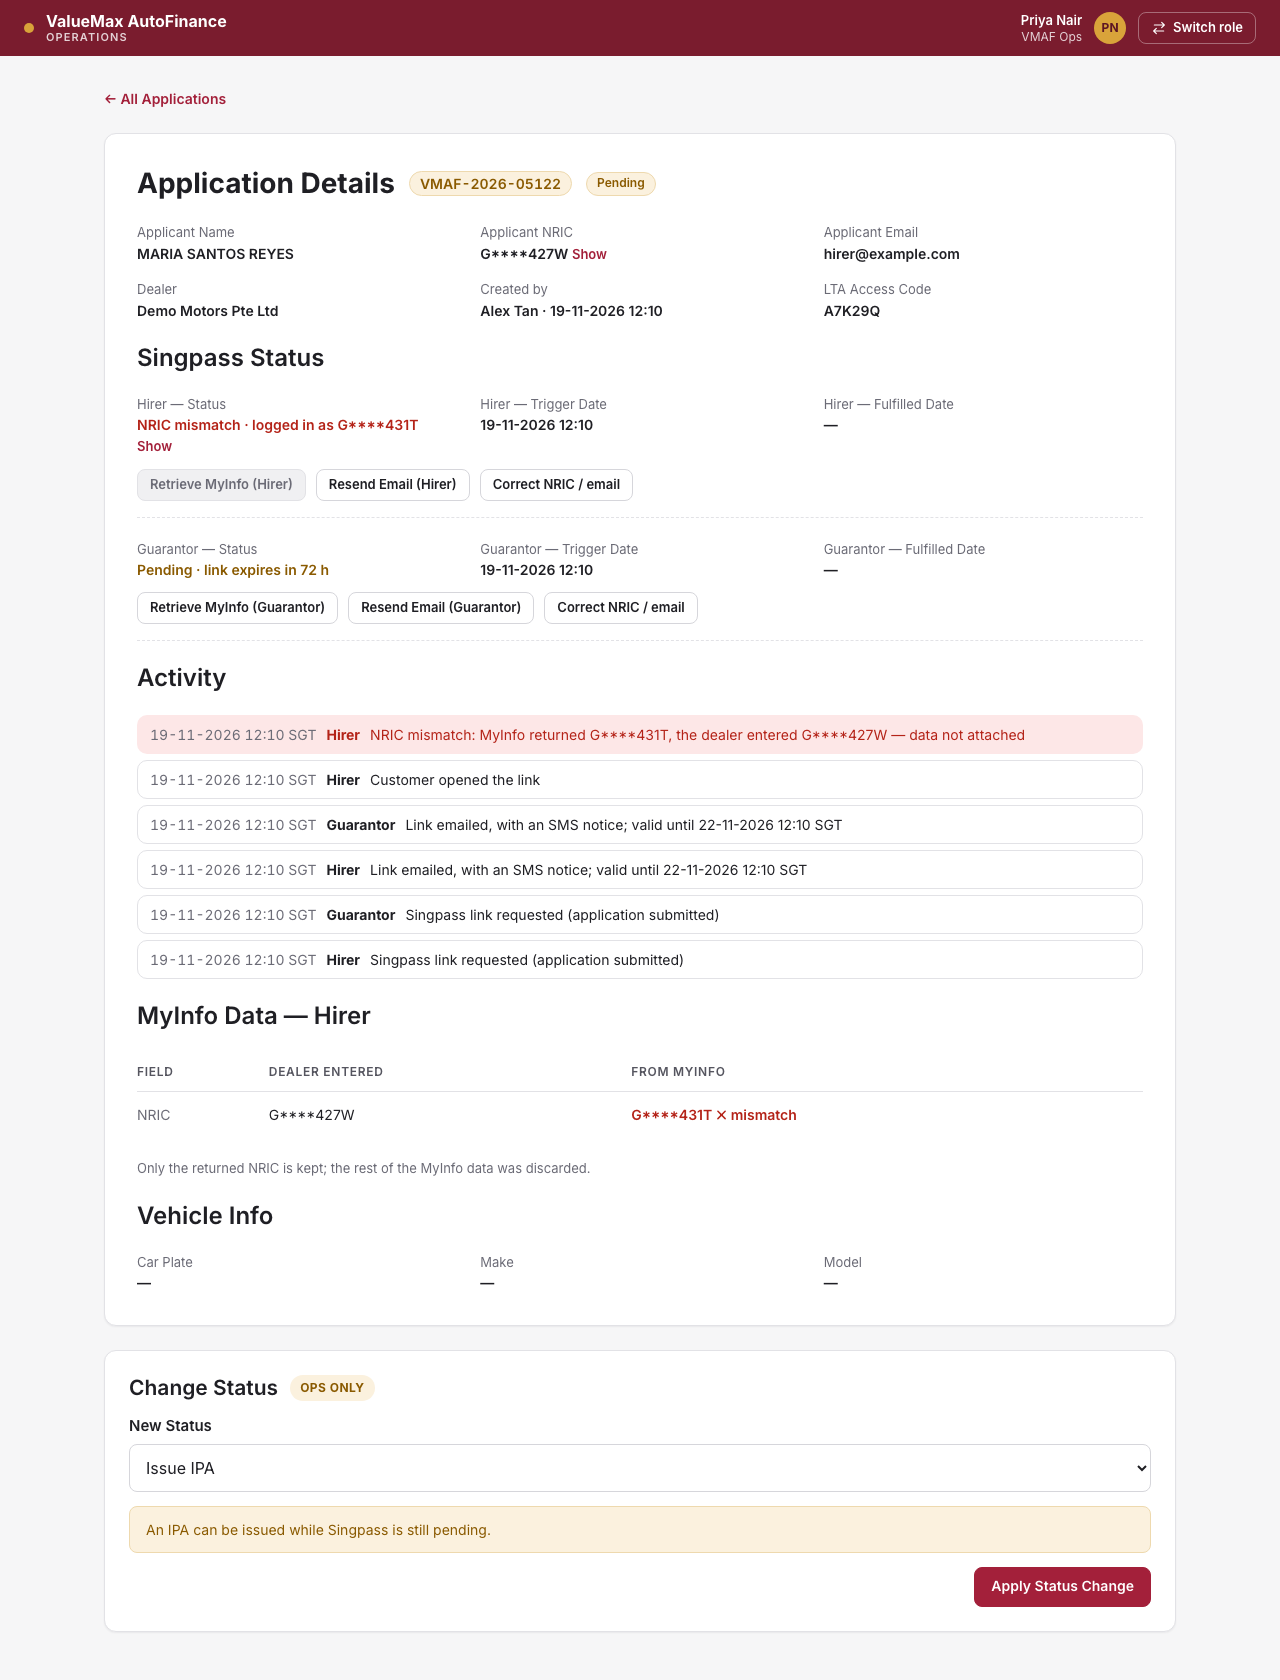 ValueMax AutoFinance
OPERATIONS
Priya Nair
VMAF Ops
PN
Switch role
← All Applications
Application Details VMAF-2026-05122 Pending
Applicant Name Applicant NRIC Applicant Email
MARIA SANTOS REYES G****427W Show hirer@example.com
Dealer Created by LTA Access Code
Demo Motors Pte Ltd Alex Tan · 19-11-2026 12:10 A7K29Q
Singpass Status
Hirer — Status Hirer — Trigger Date Hirer — Fulfilled Date
NRIC mismatch · logged in as G****431T 19-11-2026 12:10 —
Show
Retrieve MyInfo (Hirer) Resend Email (Hirer) Correct NRIC / email
Guarantor — Status Guarantor — Trigger Date Guarantor — Fulfilled Date
Pending · link expires in 72 h 19-11-2026 12:10 —
Retrieve MyInfo (Guarantor) Resend Email (Guarantor) Correct NRIC / email
Activity
19-11-2026 12:10 SGT Hirer NRIC mismatch: MyInfo returned G****431T, the dealer entered G****427W — data not attached
19-11-2026 12:10 SGT Hirer Customer opened the link
19-11-2026 12:10 SGT Guarantor Link emailed, with an SMS notice; valid until 22-11-2026 12:10 SGT
19-11-2026 12:10 SGT Hirer Link emailed, with an SMS notice; valid until 22-11-2026 12:10 SGT
19-11-2026 12:10 SGT Guarantor Singpass link requested (application submitted)
19-11-2026 12:10 SGT Hirer Singpass link requested (application submitted)
MyInfo Data — Hirer
FIELD DEALER ENTERED FROM MYINFO
NRIC G****427W G****431T ✕ mismatch
Only the returned NRIC is kept; the rest of the MyInfo data was discarded.
Vehicle Info
Car Plate Make Model
— — —
Change Status OPS ONLY
New Status
Issue IPA
An IPA can be issued while Singpass is still pending.
Apply Status Change